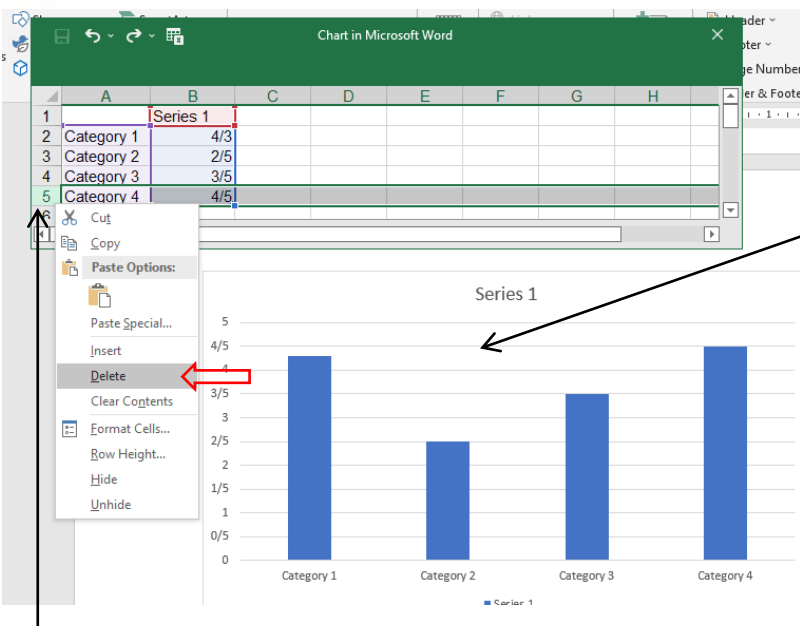 Header
Footer
Page Number
Chart in Microsoft Word
er & Foote
A B C D E F G H
1 Series 1
2 Category 1 4/3
3 Category 2 2/5
4 Category 3 3/5
5 Category 4 4/5
6
Cut
Copy
Paste Options:
Paste Special...
Insert
Delete
Clear Contents
Format Cells...
Row Height...
Hide
Unhide
Series 1
5
4/5
4
3/5
3
2/5
2
1/5
1
0/5
0
Category 1 Category 2 Category 3 Category 4
Series 1